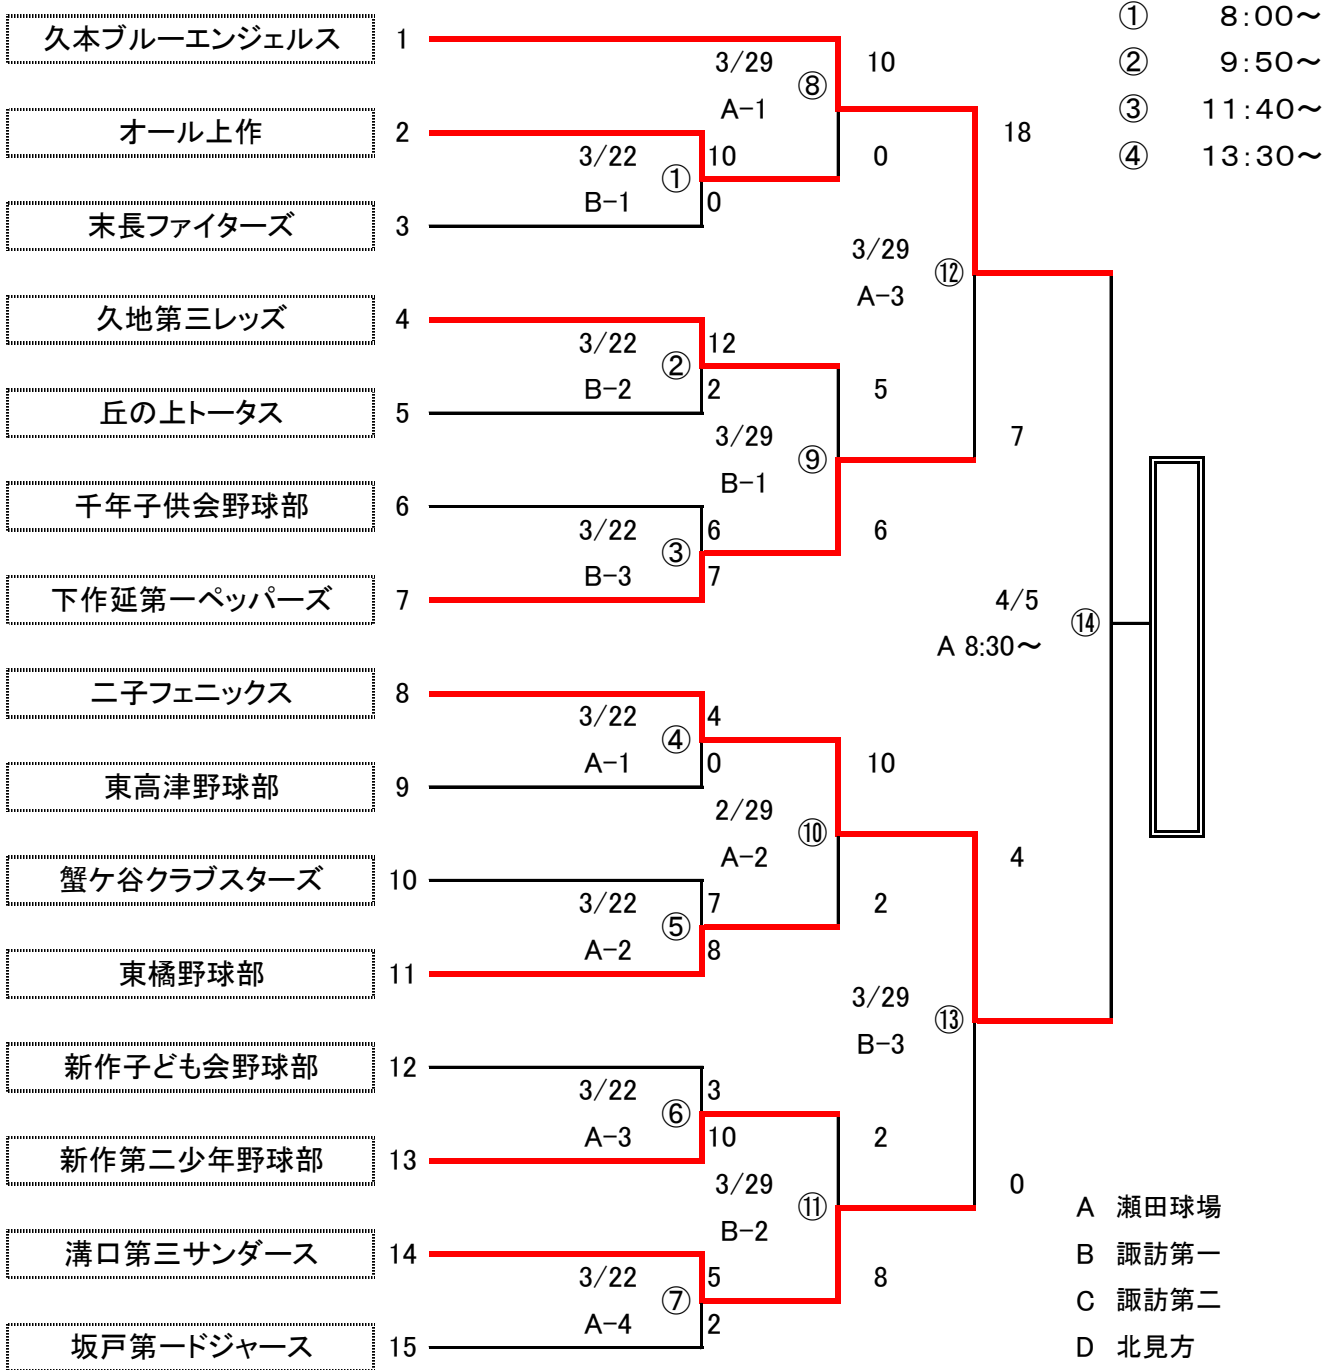 ① 8:00～
久本ブルーエンジェルス 1
3/29 ⑧ 10
② 9:50～
A-1
③ 11:40～
オール上作 2
18
3/22 ① 10
0
④ 13:30～
B-1 0
末長ファイターズ 3
3/29 ⑫
A-3
久地第三レッズ 4
3/22 ② 12
B-2 2
5
丘の上トータス 5
3/29 ⑨
7
B-1
千年子供会野球部 6
3/22 ③ 6
6
B-3 7
下作延第一ペッパーズ 7
4/5 ⑭
A 8:30～
二子フェニックス 8
3/22 ④ 4
A-1 0
10
東高津野球部 9
2/29 ⑩
A-2
4
蟹ケ谷クラブスターズ 10
3/22 ⑤ 7
2
A-2 8
東橘野球部 11
3/29 ⑬
B-3
新作子ども会野球部 12
3/22 ⑥ 3
A-3 10
2
新作第二少年野球部 13
3/29 ⑪
0
B-2
A 瀬田球場
溝口第三サンダース 14
B 諏訪第一
3/22 ⑦ 5
8
C 諏訪第二
A-4 2
坂戸第一ドジャース 15
D 北見方